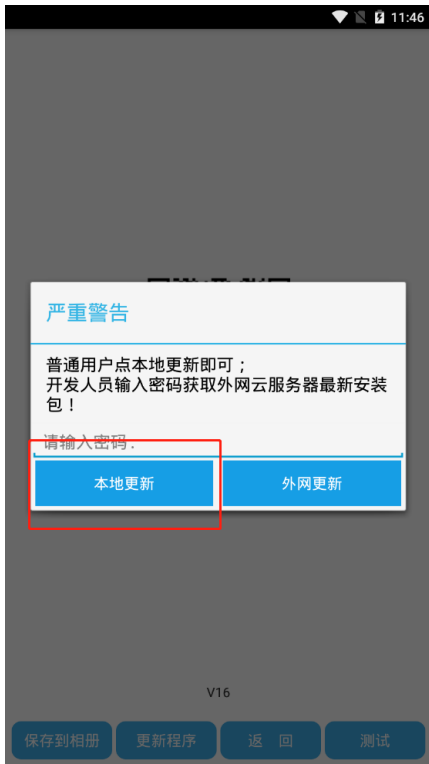 11:46
严重警告
普通用户点本地更新即可；
开发人员输入密码获取外网云服务器最新安装
包！
请输入密码.
本地更新
外网更新
V16
保存到相册
更新程序
返 回
测试